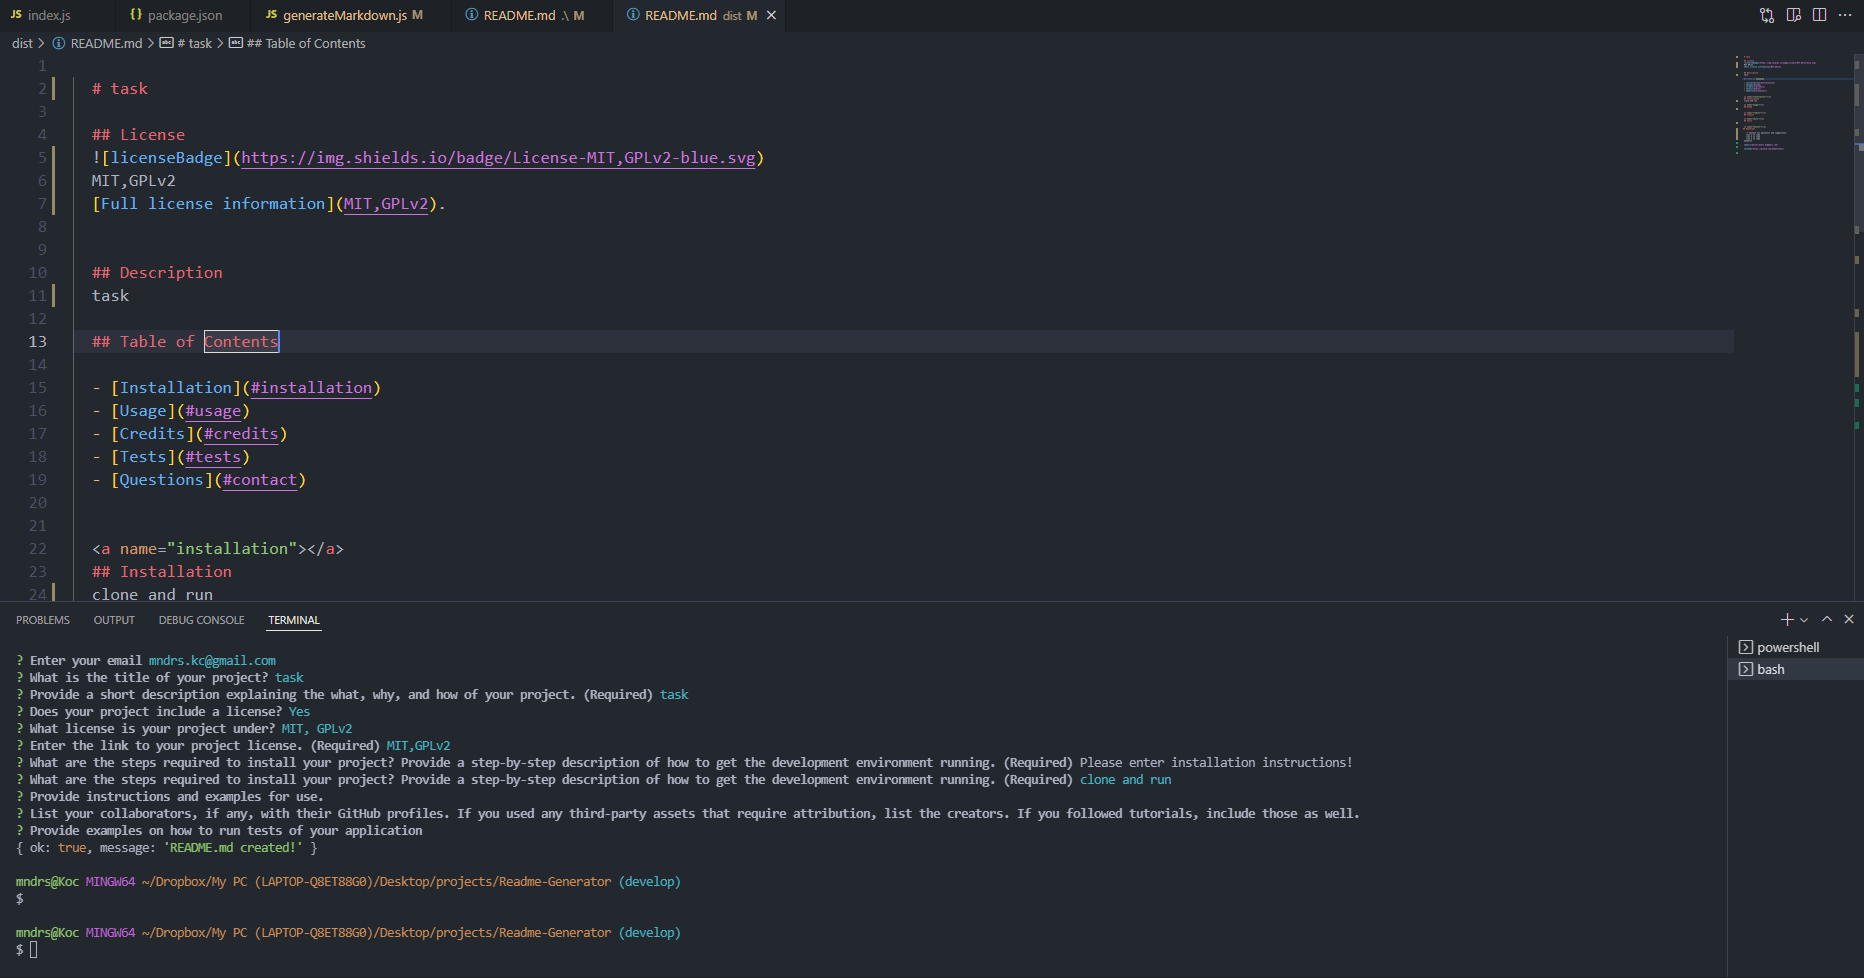 JS index.js
{} package.json
JS generateMarkdown.js M
README.md .\ M
README.md dist M
dist > README.md > # task > ## Table of Contents
1
2 # task
3
4 ## License
5 ![licenseBadge](https://img.shields.io/badge/License-MIT,GPLv2-blue.svg)
6 MIT,GPLv2
7 [Full license information](MIT,GPLv2).
8
9
10 ## Description
11 task
12
13 ## Table of Contents
14
15 - [Installation](#installation)
16 - [Usage](#usage)
17 - [Credits](#credits)
18 - [Tests](#tests)
19 - [Questions](#contact)
20
21
22 <a name="installation"></a>
23 ## Installation
24 clone and run
PROBLEMS OUTPUT DEBUG CONSOLE TERMINAL
? Enter your email mndrs.kc@gmail.com
? What is the title of your project? task
? Provide a short description explaining the what, why, and how of your project. (Required) task
? Does your project include a license? Yes
? What license is your project under? MIT, GPLv2
? Enter the link to your project license. (Required) MIT,GPLv2
? What are the steps required to install your project? Provide a step-by-step description of how to get the development environment running. (Required) Please enter installation instructions!
? What are the steps required to install your project? Provide a step-by-step description of how to get the development environment running. (Required) clone and run
? Provide instructions and examples for use.
? List your collaborators, if any, with their GitHub profiles. If you used any third-party assets that require attribution, list the creators. If you followed tutorials, include those as well.
? Provide examples on how to run tests of your application
{ ok: true, message: 'README.md created!' }
mndrs@Koc MINGW64 ~/Dropbox/My PC (LAPTOP-Q8ET88G0)/Desktop/projects/Readme-Generator (develop)
$
mndrs@Koc MINGW64 ~/Dropbox/My PC (LAPTOP-Q8ET88G0)/Desktop/projects/Readme-Generator (develop)
$
powershell
bash